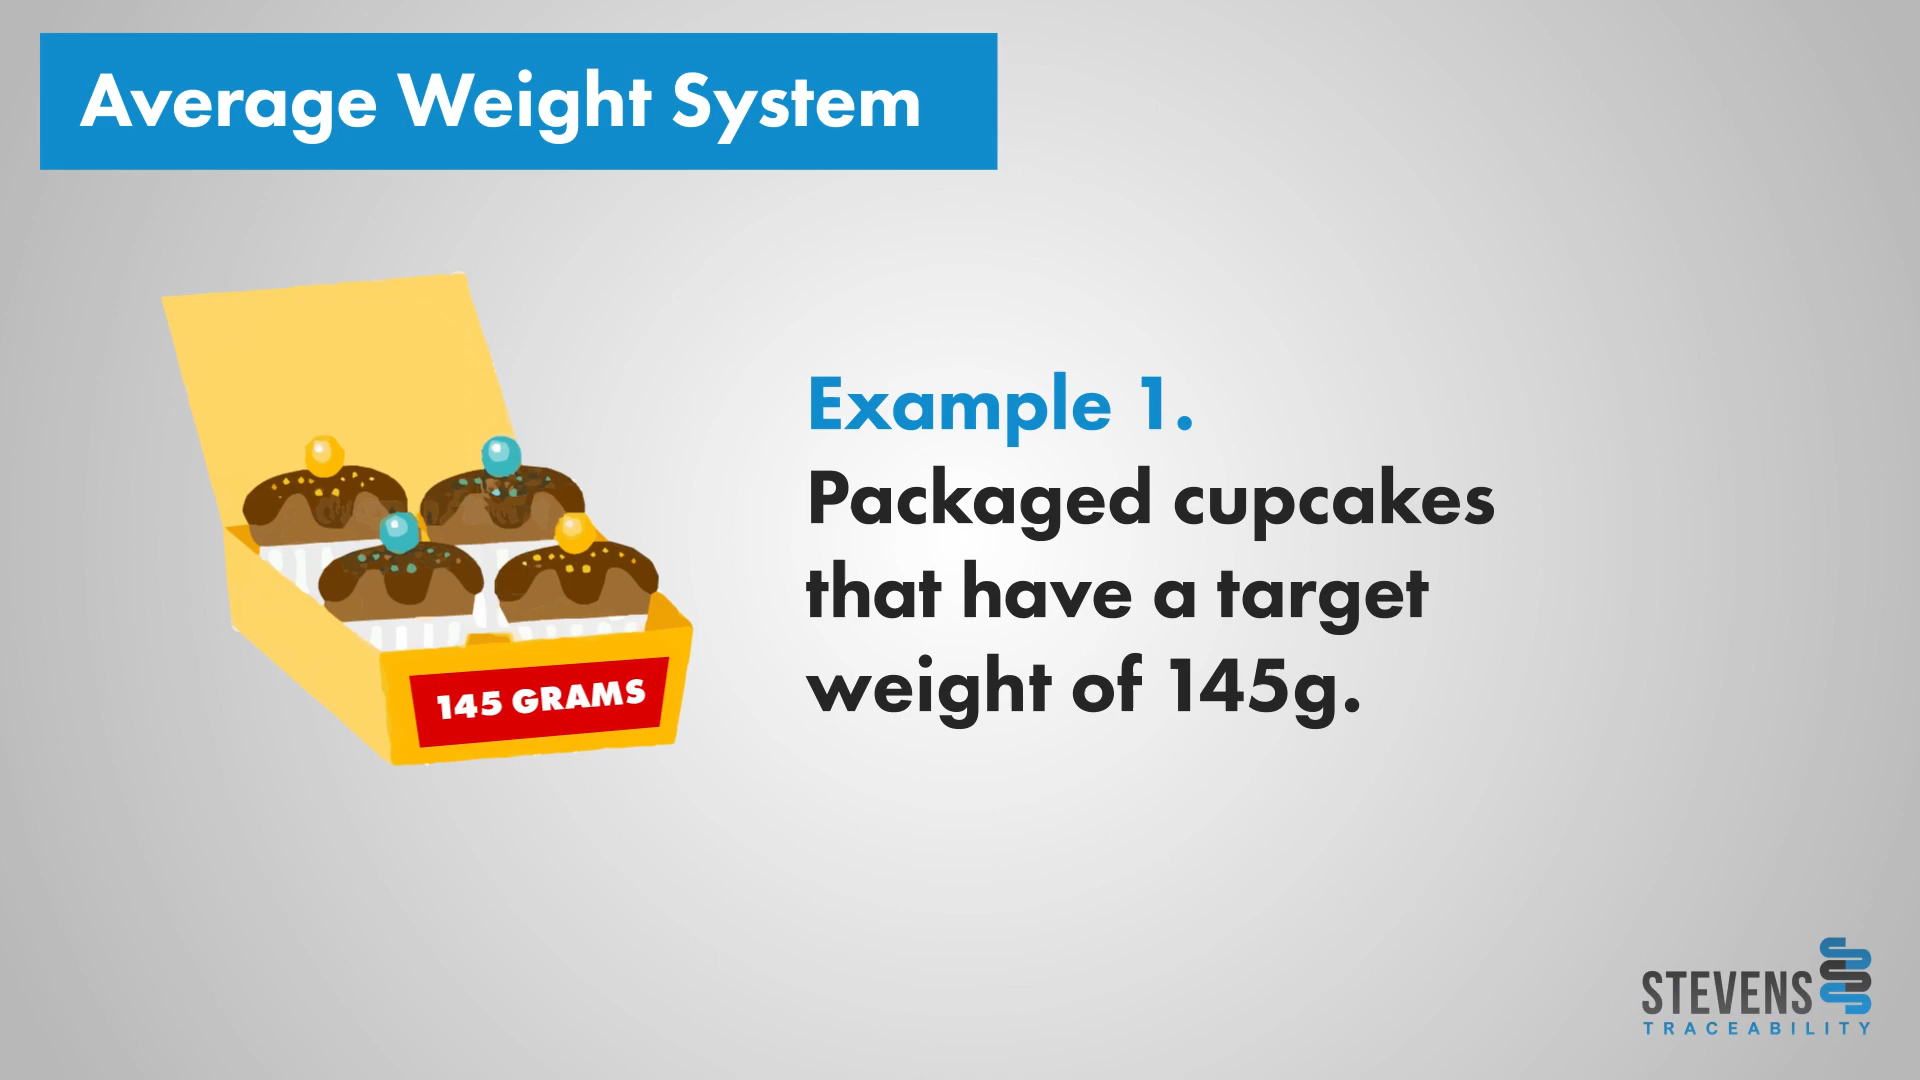 Average Weight System
145 GRAMS
Example 1.
Packaged cupcakes
that have a target
weight of 145g.
STEVENS
TRACEABILITY